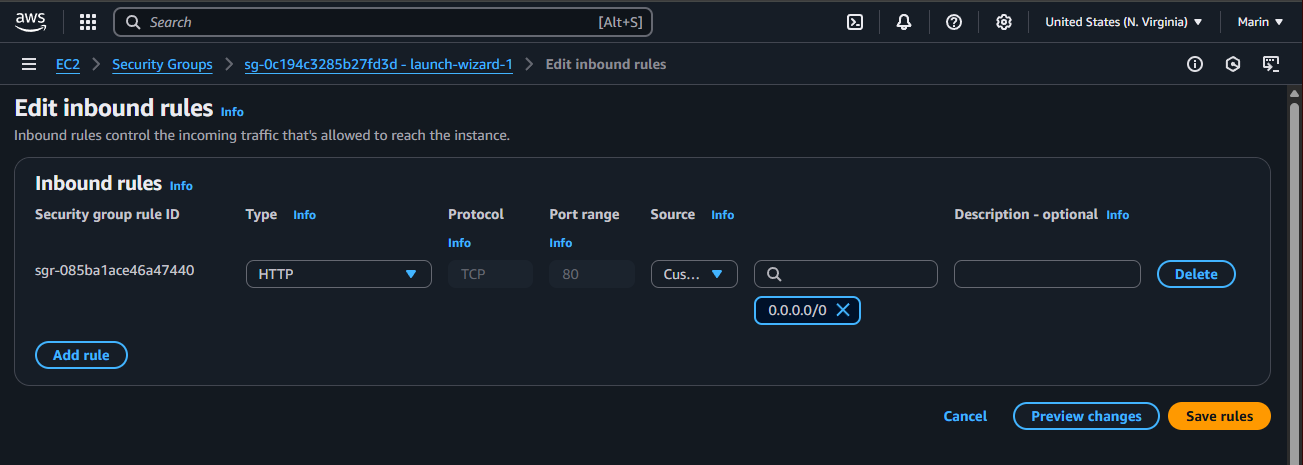 aws Search [Alt+S] United States (N. Virginia) Marin
EC2 Security Groups sg-0c194c3285b27fd3d - launch-wizard-1 Edit inbound rules
Edit inbound rules Info
Inbound rules control the incoming traffic that's allowed to reach the instance.
Inbound rules Info
Security group rule ID Type Info Protocol Port range Source Info Description - optional Info
Info Info
sgr-085ba1ace46a47440 HTTP TCP 80 Cus... Delete
0.0.0.0/0
Add rule
Cancel Preview changes Save rules